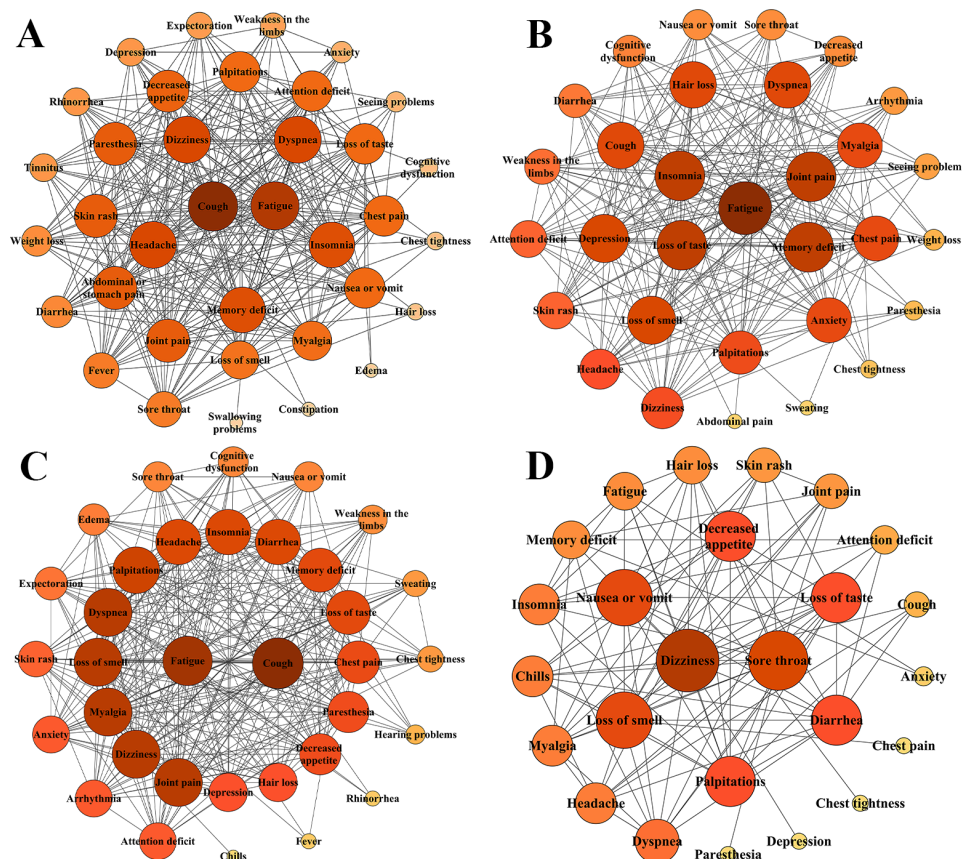 A
Expectoration
Weakness in the
limbs
Depression
Anxiety
Palpitations
Decreased
appetite
Attention deficit
Rhinorrhea
Seeing problems
Paresthesia
Dizziness
Dyspnea
Loss of taste
Tinnitus
Cognitive
dysfunction
Skin rash
Cough
Fatigue
Chest pain
Weight loss
Headache
Insomnia
Chest tightness
Abdominal or
stomach pain
Nausea or vomit
Diarrhea
Memory deficit
Hair loss
Joint pain
Myalgia
Fever
Loss of smell
Edema
Sore throat
Swallowing
problems
Constipation
B
Nausea or vomit
Sore throat
Cognitive
dysfunction
Decreased
appetite
Diarrhea
Hair loss
Dyspnea
Arrhythmia
Cough
Myalgia
Weakness in the
limbs
Insomnia
Joint pain
Seeing problem
Fatigue
Attention deficit
Depression
Loss of taste
Memory deficit
Chest pain
Weight loss
Skin rash
Loss of smell
Anxiety
Paresthesia
Headache
Palpitations
Chest tightness
Dizziness
Abdominal pain
Sweating
C
Cognitive
dysfunction
Sore throat
Nausea or vomit
Edema
Headache
Insomnia
Diarrhea
Weakness in the
limbs
Expectoration
Palpitations
Memory deficit
Sweating
Dyspnea
Loss of taste
Skin rash
Loss of smell
Fatigue
Cough
Chest pain
Chest tightness
Myalgia
Paresthesia
Anxiety
Dizziness
Decreased
appetite
Hearing problems
Arrhythmia
Joint pain
Depression
Hair loss
Rhinorrhea
Attention deficit
Fever
Chills
D
Hair loss
Skin rash
Fatigue
Joint pain
Memory deficit
Decreased
appetite
Attention deficit
Insomnia
Nausea or vomit
Loss of taste
Cough
Chills
Dizziness
Sore throat
Anxiety
Myalgia
Loss of smell
Diarrhea
Chest pain
Headache
Palpitations
Chest tightness
Dyspnea
Paresthesia
Depression